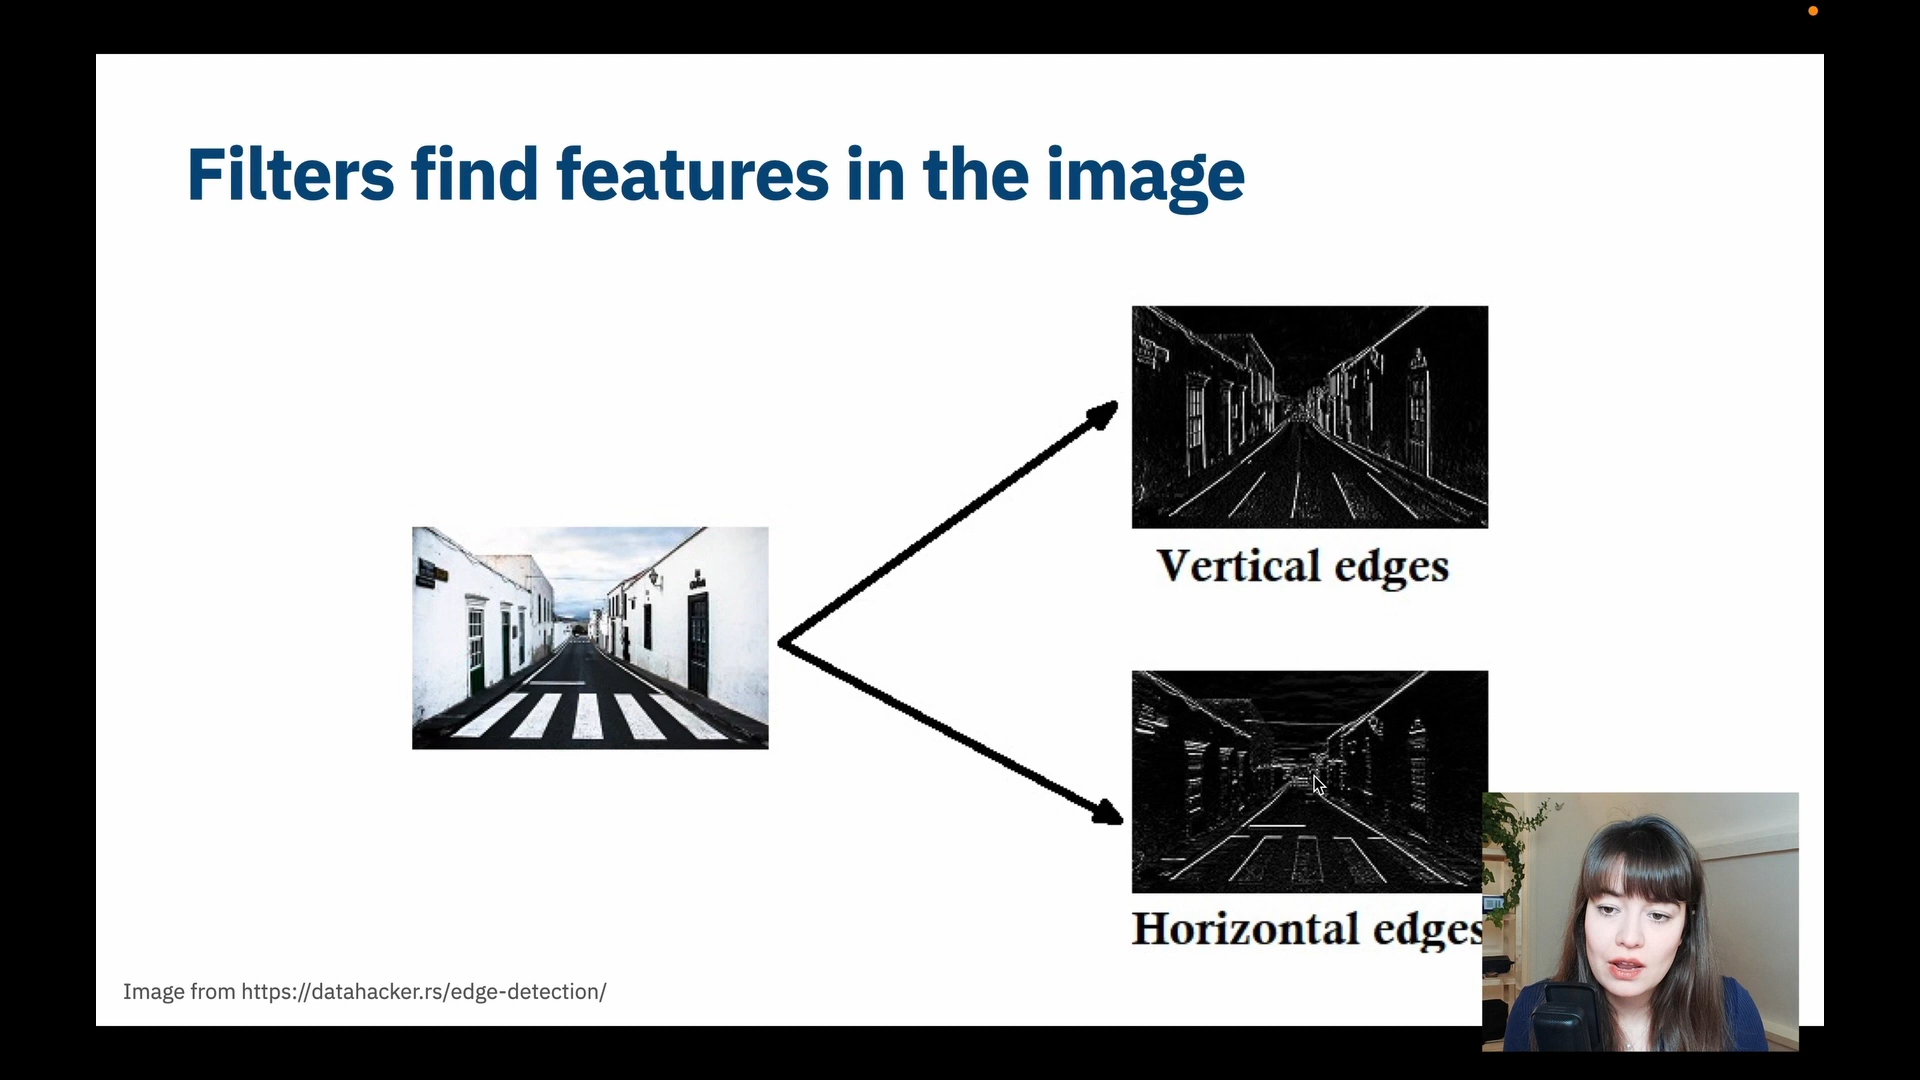 Filters find features in the image
Vertical edges
Horizontal edges
Image from https://datahacker.rs/edge-detection/